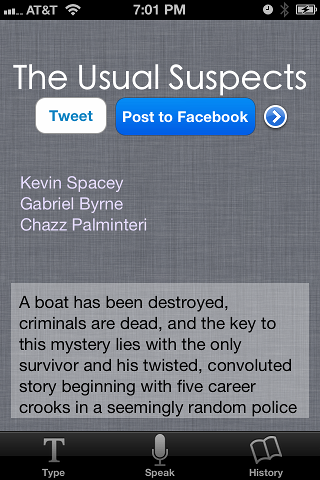 AT&T 7:01 PM
The Usual Suspects
Tweet Post to Facebook
Kevin Spacey
Gabriel Byrne
Chazz Palminteri
A boat has been destroyed,
criminals are dead, and the key to
this mystery lies with the only
survivor and his twisted, convoluted
story beginning with five career
crooks in a seemingly random police
T
Type Speak History